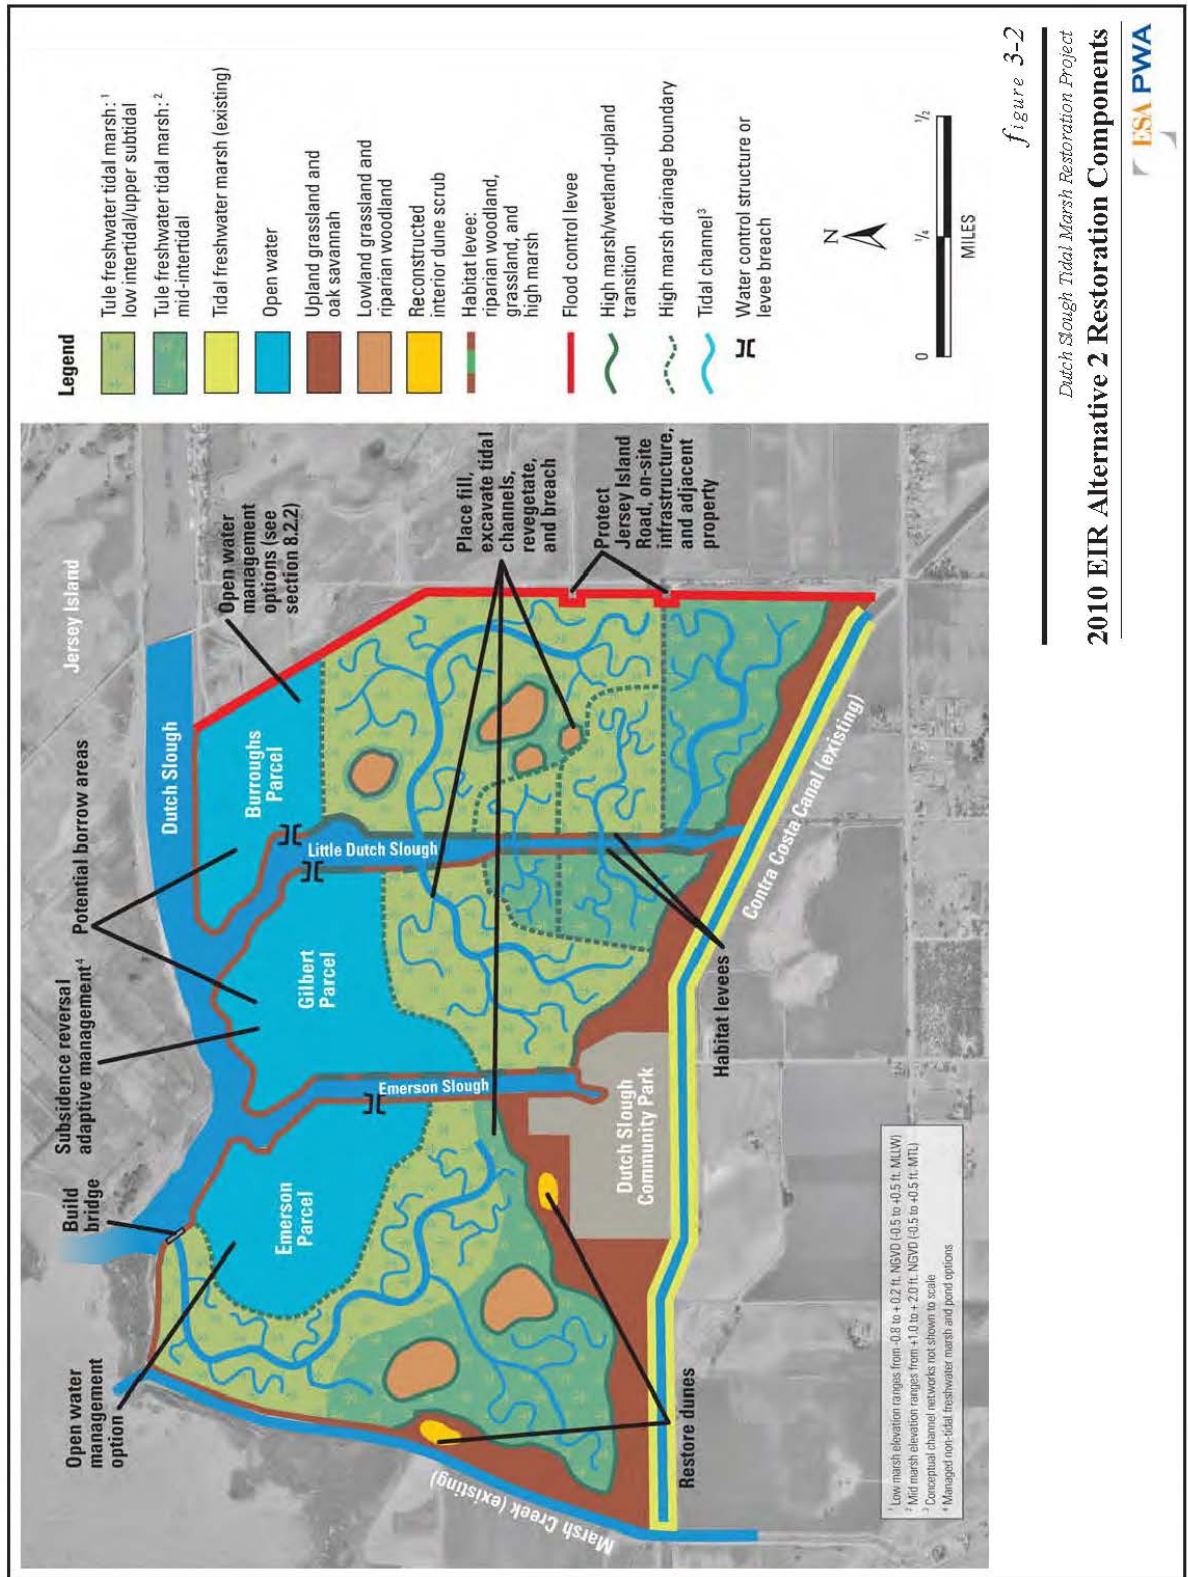 Jersey Island
Dutch Slough
Potential borrow areas
Subsidence reversal
adaptive management⁴
Build
bridge
Open water
management
option
Open water
management
options (see
section 8.2.2)
Burroughs
Parcel
Gilbert
Parcel
Emerson
Parcel
Little Dutch Slough
Emerson Slough
Place fill,
excavate tidal
channels,
revegetate,
and breach
Protect
Jersey Island
Road, on-site
infrastructure,
and adjacent
property
Marsh Creek (existing)
Restore dunes
Dutch Slough
Community Park
Habitat levees
Contra Costa Canal (existing)
¹ Low marsh elevation ranges from -0.8 to + 0.2 ft. NGVD (-0.5 to +0.5 ft. MLLW)
² Mid marsh elevation ranges from +1.0 to + 2.0 ft. NGVD (-0.5 to +0.5 ft. MTL)
³ Conceptual channel networks not shown to scale
⁴ Managed non-tidal freshwater marsh and pond options
Legend
Tule freshwater tidal marsh: ¹
low intertidal/upper subtidal
Tule freshwater tidal marsh: ²
mid-intertidal
Tidal freshwater marsh (existing)
Open water
Upland grassland and
oak savannah
Lowland grassland and
riparian woodland
Reconstructed
interior dune scrub
Habitat levee:
riparian woodland,
grassland, and
high marsh
Flood control levee
High marsh/wetland-upland
transition
High marsh drainage boundary
Tidal channel³
Water control structure or
levee breach
N
0 1/4 1/2
MILES
figure 3-2
Dutch Slough Tidal Marsh Restoration Project
2010 EIR Alternative 2 Restoration Components
ESA PWA